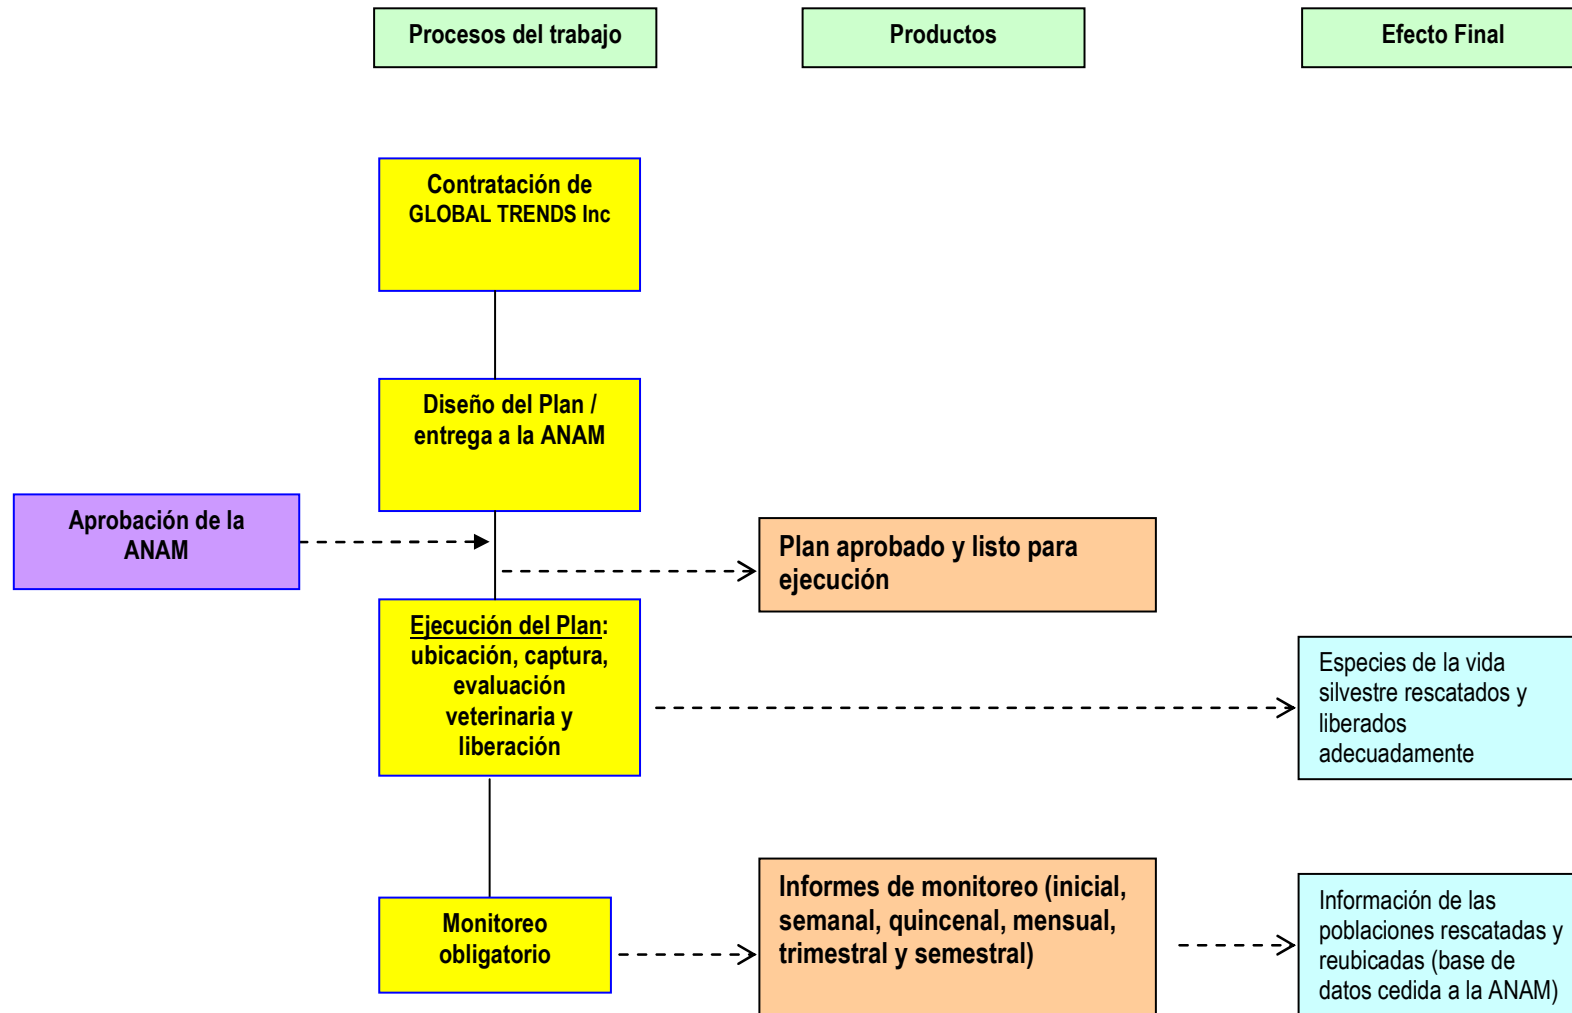 Procesos del trabajo
Productos
Efecto Final
Contratación de
GLOBAL TRENDS Inc
Diseño del Plan /
entrega a la ANAM
Aprobación de la
ANAM
Plan aprobado y listo para
ejecución
Ejecución del Plan:
ubicación, captura,
evaluación
veterinaria y
liberación
Especies de la vida
silvestre rescatados y
liberados
adecuadamente
Monitoreo
obligatorio
Informes de monitoreo (inicial,
semanal, quincenal, mensual,
trimestral y semestral)
Información de las
poblaciones rescatadas y
reubicadas (base de
datos cedida a la ANAM)